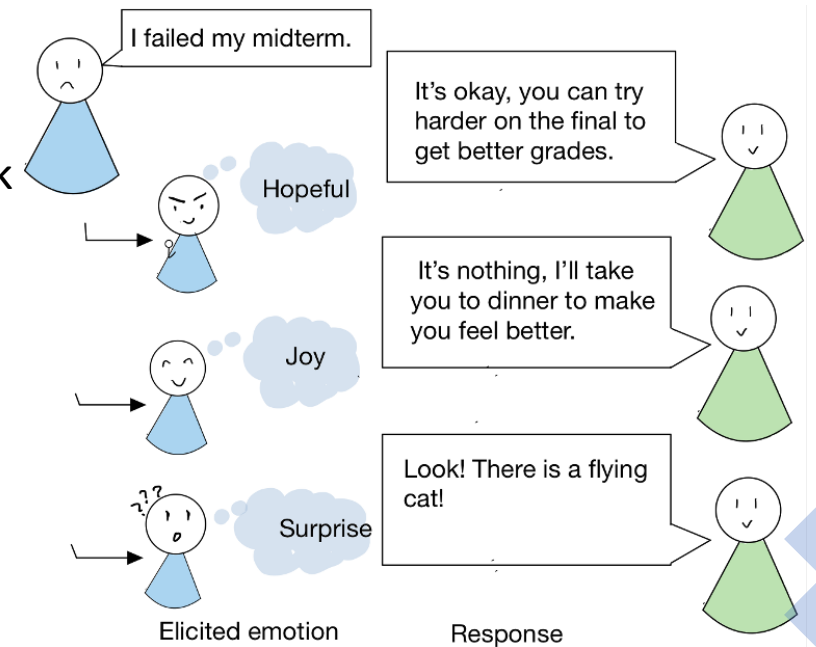 I failed my midterm.
It’s okay, you can try
harder on the final to
get better grades.
k
Hopeful
It’s nothing, I’ll take
you to dinner to make
you feel better.
Joy
Look! There is a flying
cat!
???
Surprise
Elicited emotion
Response